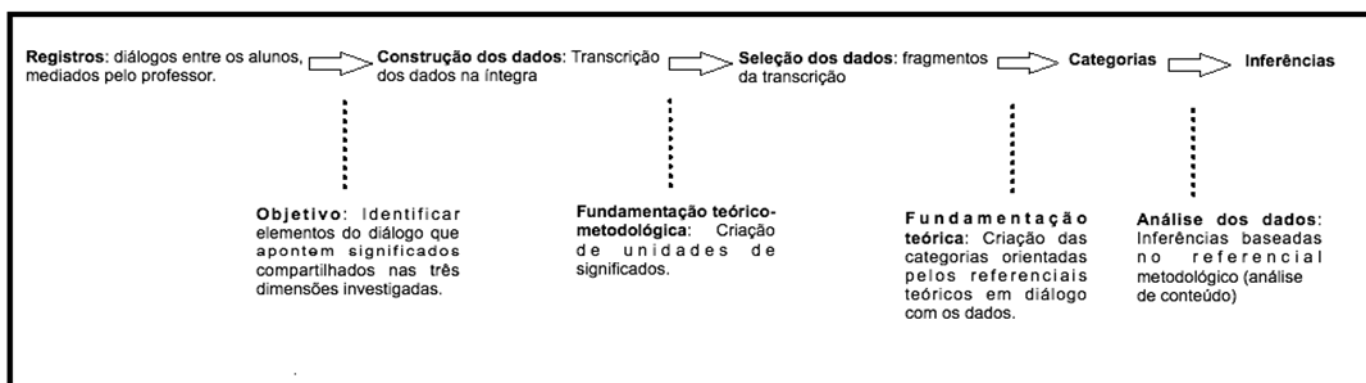 Registros: diálogos entre os alunos,
mediados pelo professor.
Construção dos dados: Transcrição
dos dados na íntegra
Seleção dos dados: fragmentos
da transcrição
Categorias
Inferências
Objetivo: Identificar
elementos do diálogo que
apontem significados
compartilhados nas três
dimensões investigadas.
Fundamentação teórico-
metodológica: Criação
de unidades de
significados.
Fundamentação
teórica: Criação das
categorias orientadas
pelos referenciais
teóricos em diálogo
com os dados.
Análise dos dados:
Inferências baseadas
no referencial
metodológico (análise
de conteúdo)